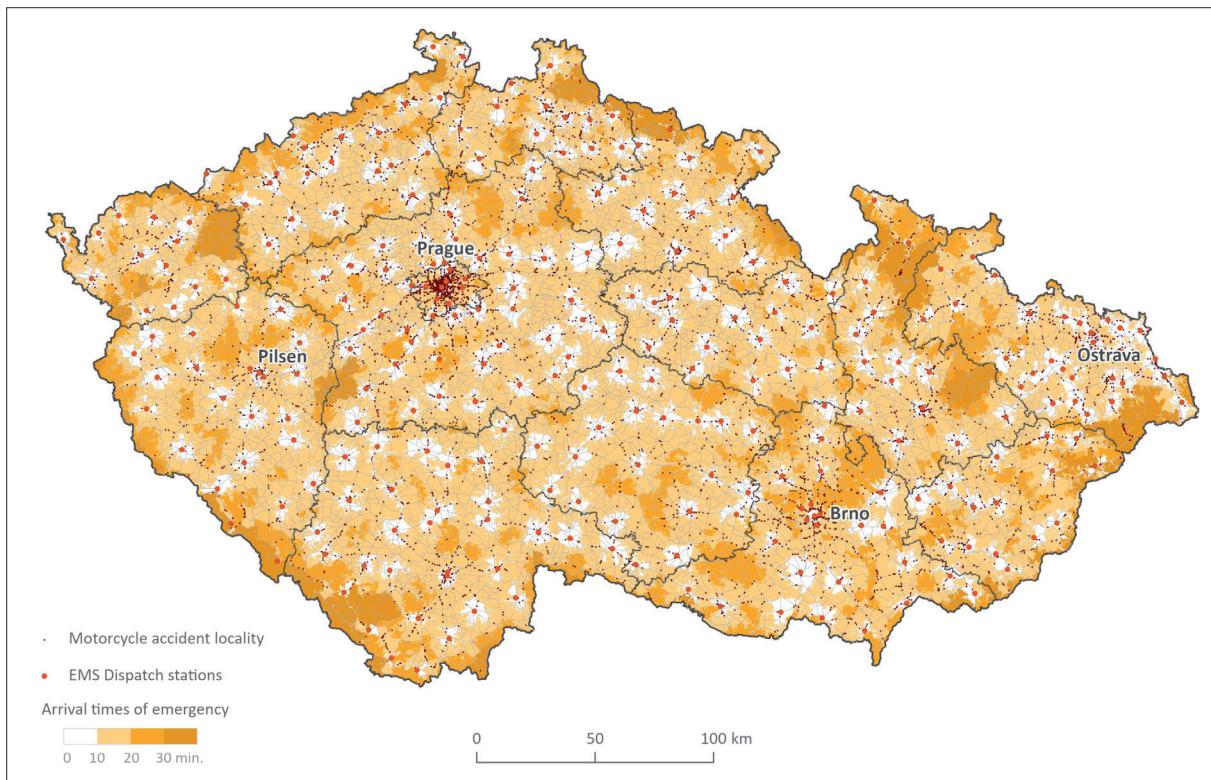 Prague
Pilsen
Ostrava
Brno
Motorcycle accident locality
EMS Dispatch stations
Arrival times of emergency
0 10 20 30 min.
0 50 100 km